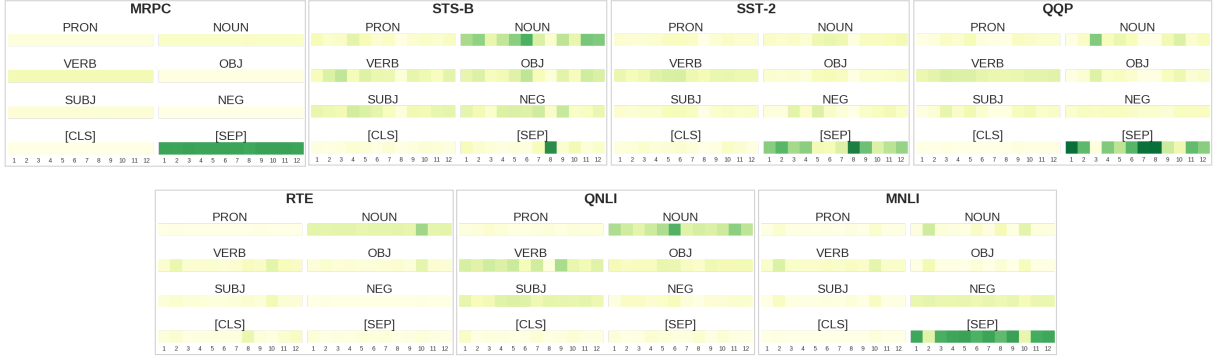 MRPC STS-B SST-2 QQP
PRON NOUN PRON NOUN PRON NOUN PRON NOUN
VERB OBJ VERB OBJ VERB OBJ VERB OBJ
SUBJ NEG SUBJ NEG SUBJ NEG SUBJ NEG
[CLS] [SEP] [CLS] [SEP] [CLS] [SEP] [CLS] [SEP]
1 2 3 4 5 6 7 8 9 10 11 12 1 2 3 4 5 6 7 8 9 10 11 12 1 2 3 4 5 6 7 8 9 10 11 12 1 2 3 4 5 6 7 8 9 10 11 12 1 2 3 4 5 6 7 8 9 10 11 12 1 2 3 4 5 6 7 8 9 10 11 12 1 2 3 4 5 6 7 8 9 10 11 12 1 2 3 4 5 6 7 8 9 10 11 12
RTE QNLI MNLI
PRON NOUN PRON NOUN PRON NOUN
VERB OBJ VERB OBJ VERB OBJ
SUBJ NEG SUBJ NEG SUBJ NEG
[CLS] [SEP] [CLS] [SEP] [CLS] [SEP]
1 2 3 4 5 6 7 8 9 10 11 12 1 2 3 4 5 6 7 8 9 10 11 12 1 2 3 4 5 6 7 8 9 10 11 12 1 2 3 4 5 6 7 8 9 10 11 12 1 2 3 4 5 6 7 8 9 10 11 12 1 2 3 4 5 6 7 8 9 10 11 12